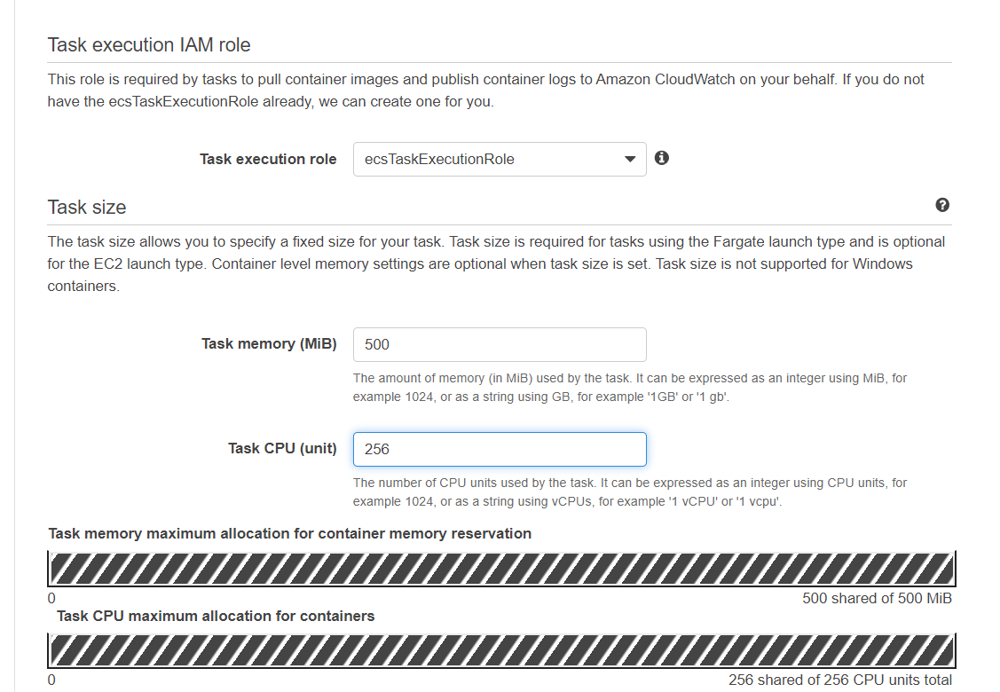 Task execution IAM role
This role is required by tasks to pull container images and publish container logs to Amazon CloudWatch on your behalf. If you do not
have the ecsTaskExecutionRole already, we can create one for you.
Task execution role ecsTaskExecutionRole
Task size
The task size allows you to specify a fixed size for your task. Task size is required for tasks using the Fargate launch type and is optional
for the EC2 launch type. Container level memory settings are optional when task size is set. Task size is not supported for Windows
containers.
Task memory (MiB) 500
The amount of memory (in MiB) used by the task. It can be expressed as an integer using MiB, for
example 1024, or as a string using GB, for example '1GB' or '1 gb'.
Task CPU (unit) 256
The number of CPU units used by the task. It can be expressed as an integer using CPU units, for
example 1024, or as a string using vCPUs, for example '1 vCPU' or '1 vcpu'.
Task memory maximum allocation for container memory reservation
0 500 shared of 500 MiB
Task CPU maximum allocation for containers
0 256 shared of 256 CPU units total